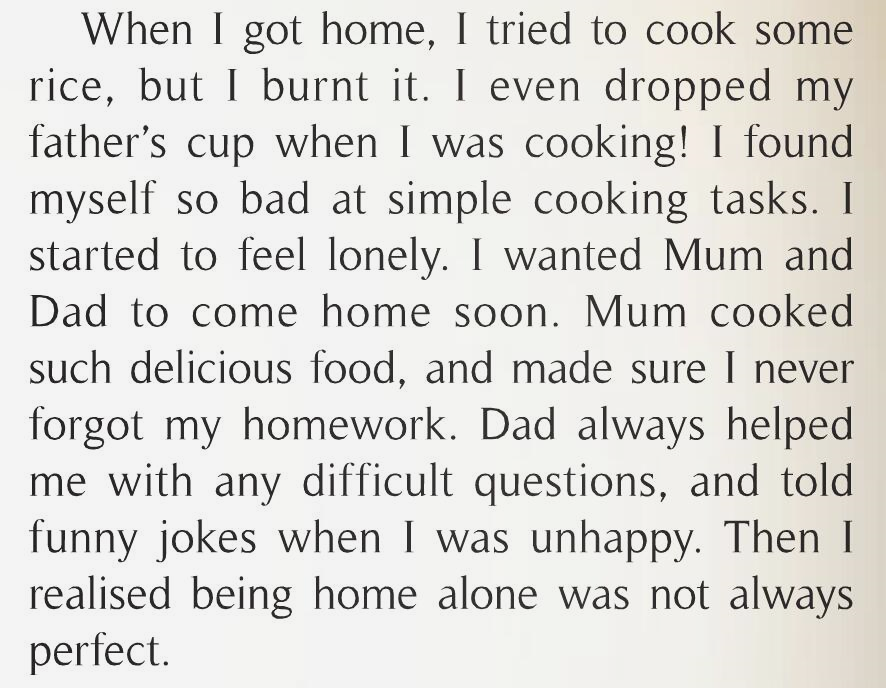 When I got home, I tried to cook some
rice, but I burnt it. I even dropped my
father’s cup when I was cooking! I found
myself so bad at simple cooking tasks. I
started to feel lonely. I wanted Mum and
Dad to come home soon. Mum cooked
such delicious food, and made sure I never
forgot my homework. Dad always helped
me with any difficult questions, and told
funny jokes when I was unhappy. Then I
realised being home alone was not always
perfect.